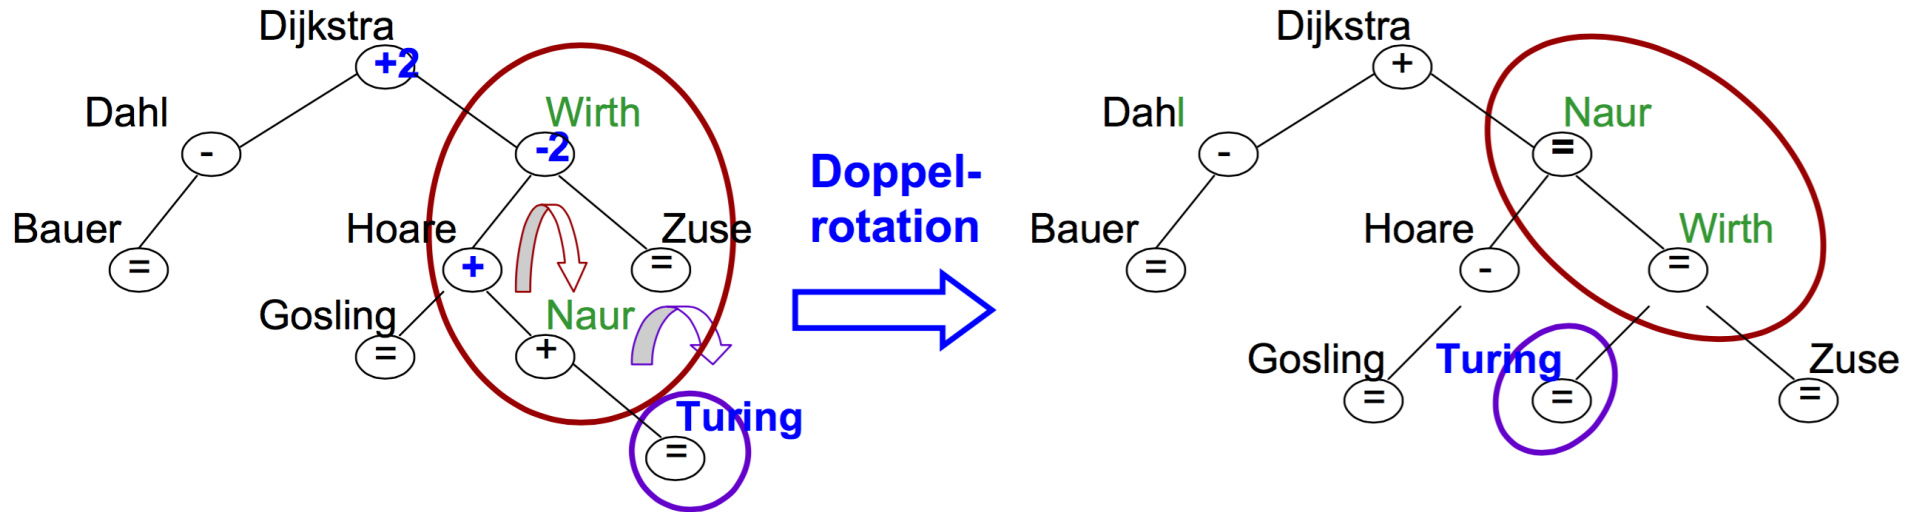 Dijkstra
+2
Dahl
-
Wirth
-2
Bauer
=
Hoare
+
Zuse
=
Gosling
=
Naur
+
Turing
=
Doppel-
rotation
Dijkstra
+
Dahl
-
Naur
=
Bauer
=
Hoare
-
Wirth
=
Gosling
=
Turing
=
Zuse
=